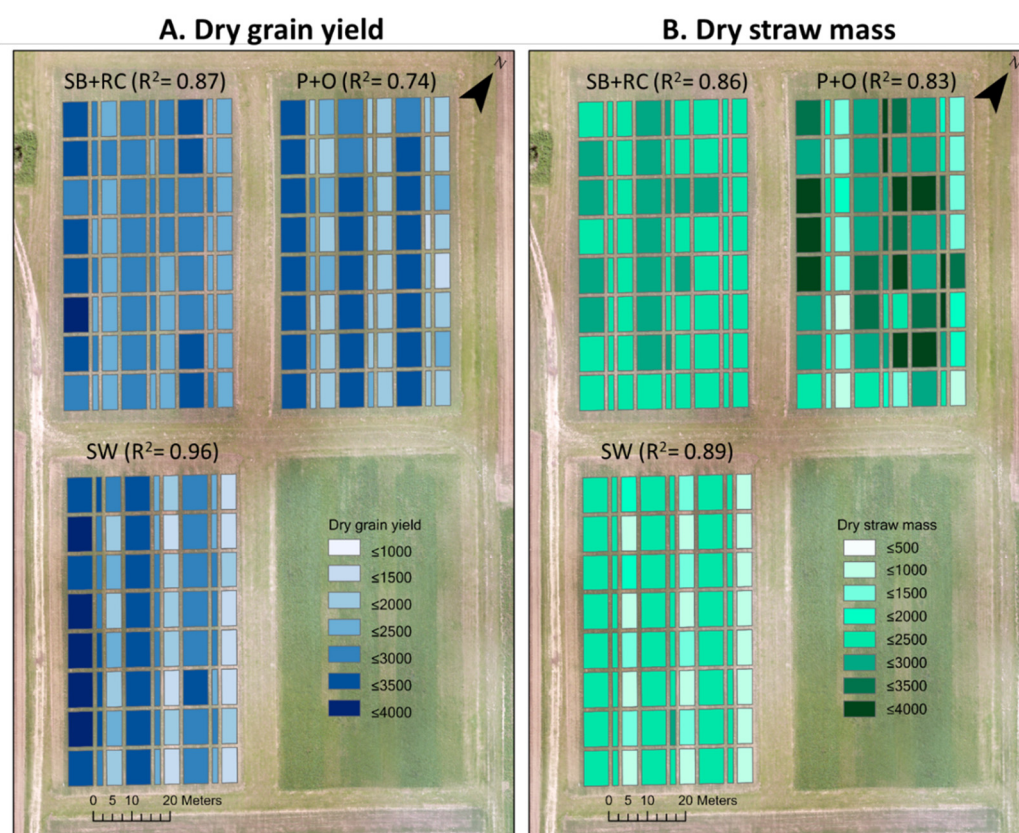 A. Dry grain yield
SB+RC (R²= 0.87)
P+O (R²= 0.74)
N
SW (R²= 0.96)
Dry grain yield
≤1000
≤1500
≤2000
≤2500
≤3000
≤3500
≤4000
0 5 10 20 Meters
B. Dry straw mass
SB+RC (R²= 0.86)
P+O (R²= 0.83)
N
SW (R²= 0.89)
Dry straw mass
≤500
≤1000
≤1500
≤2000
≤2500
≤3000
≤3500
≤4000
0 5 10 20 Meters